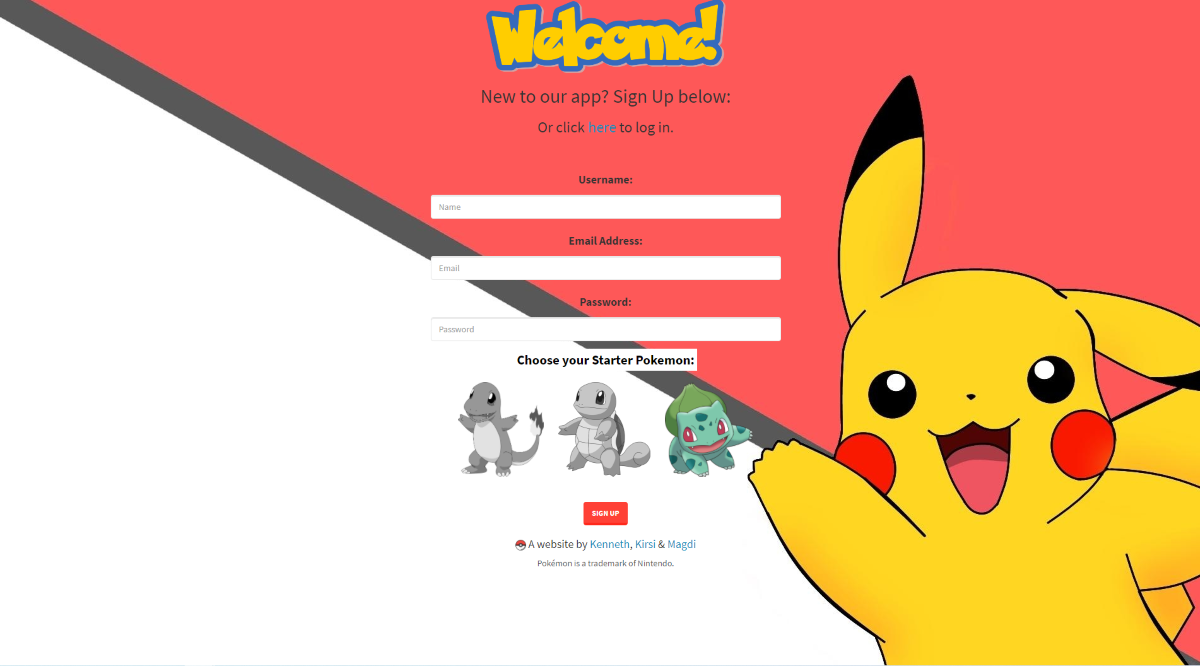 Welcome!
New to our app? Sign Up below:
Or click here to log in.
Username:
Name
Email Address:
Email
Password:
Password
Choose your Starter Pokemon:
SIGN UP
A website by Kenneth, Kirsi & Magdi
Pokémon is a trademark of Nintendo.